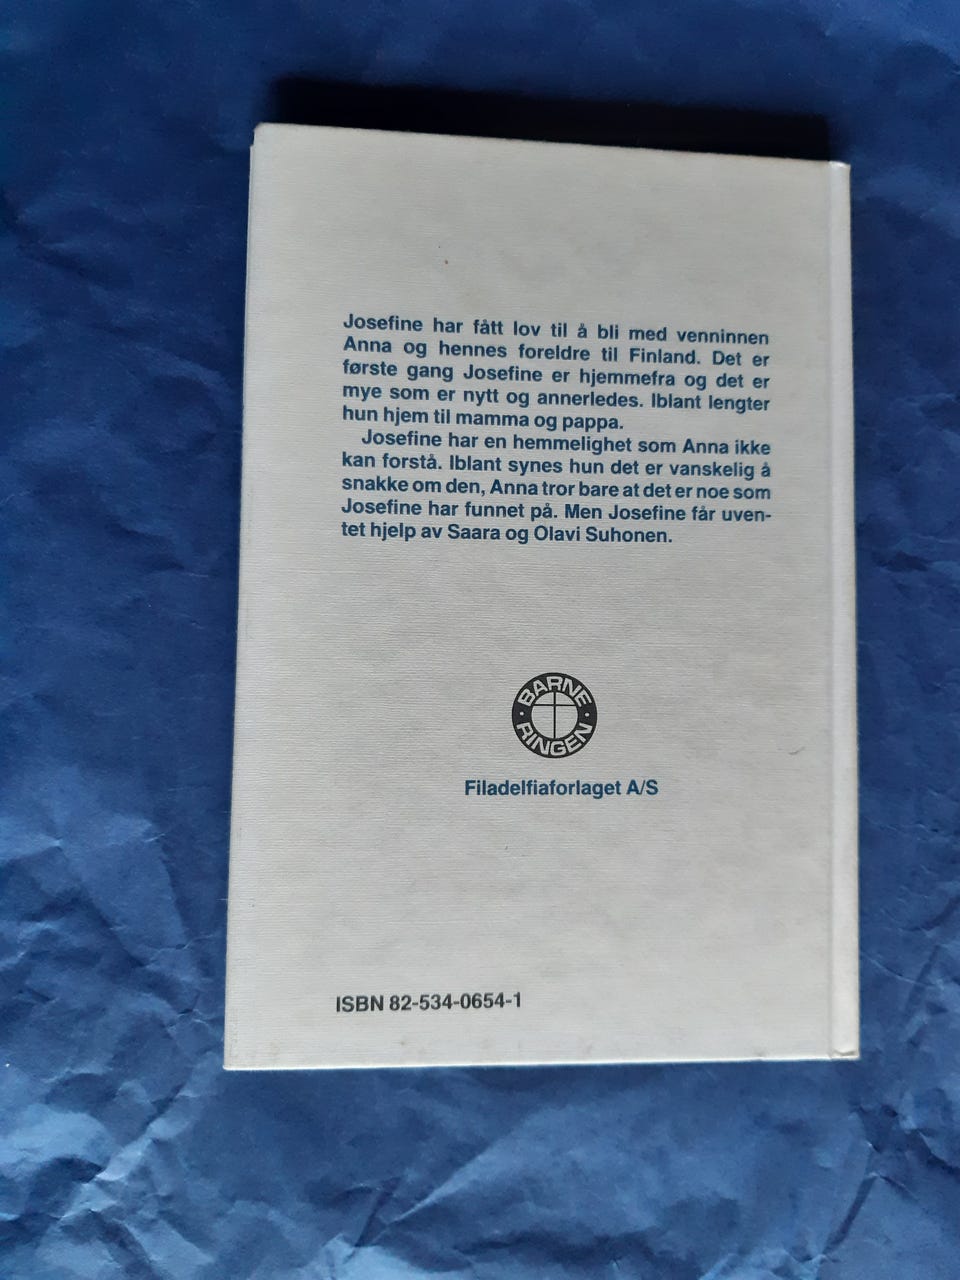 Josefine har fått lov til å bli med venninnen
Anna og hennes foreldre til Finland. Det er
første gang Josefine er hjemmefra og det er
mye som er nytt og annerledes. Iblant lengter
hun hjem til mamma og pappa.
Josefine har en hemmelighet som Anna ikke
kan forstå. Iblant synes hun det er vanskelig å
snakke om den, Anna tror bare at det er noe som
Josefine har funnet på. Men Josefine får uven-
tet hjelp av Saara og Olavi Suhonen.
BARNE
RINGEN
Filadelfiaforlaget A/S
ISBN 82-534-0654-1